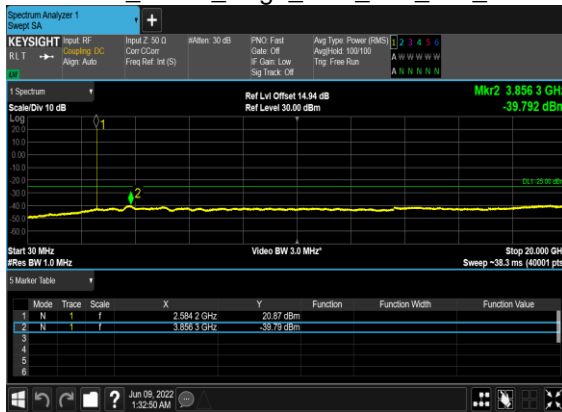 Spectrum Analyzer 1
Swept SA
+
KEYSIGHT Input: RF Input Z: 50 Ω #Atten: 30 dB PNO: Fast Avg Type: Power (RMS) 1 2 3 4 5 6
RLT Coupling: DC Corr CCorr Gate: Off Avg|Hold: 100/100 A W W W W W
Align: Auto Freq Ref: Int (S) IF Gain: Low Trig: Free Run
Sig Track: Off A N N N N N
1 Spectrum Ref Lvl Offset 14.94 dB Mkr2 3.856 3 GHz
Scale/Div 10 dB Ref Level 30.00 dBm -39.792 dBm
Log
20.0
10.0
0.00
-10.0
-20.0
-30.0
-40.0
-50.0
-60.0
1
2
DL1 -25.00 dBm
Start 30 MHz Video BW 3.0 MHz* Stop 20.000 GHz
#Res BW 1.0 MHz Sweep ~38.3 ms (40001 pts)
5 Marker Table
Mode Trace Scale X Y Function Function Width Function Value
1 N 1 f 2.584 2 GHz 20.87 dBm
2 N 1 f 3.856 3 GHz -39.79 dBm
3
4
5
6
? Jun 09, 2022
1:32:50 AM